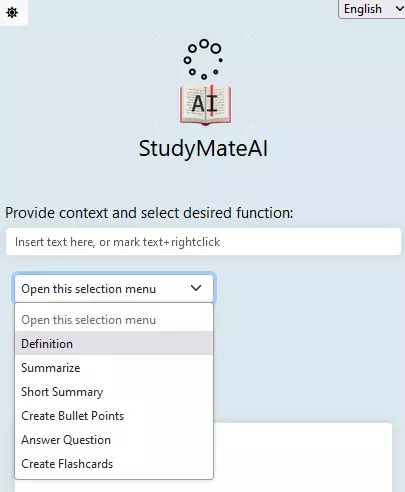 English
AI
StudyMateAI
Provide context and select desired function:
Insert text here, or mark text+rightclick
Open this selection menu
Open this selection menu
Definition
Summarize
Short Summary
Create Bullet Points
Answer Question
Create Flashcards